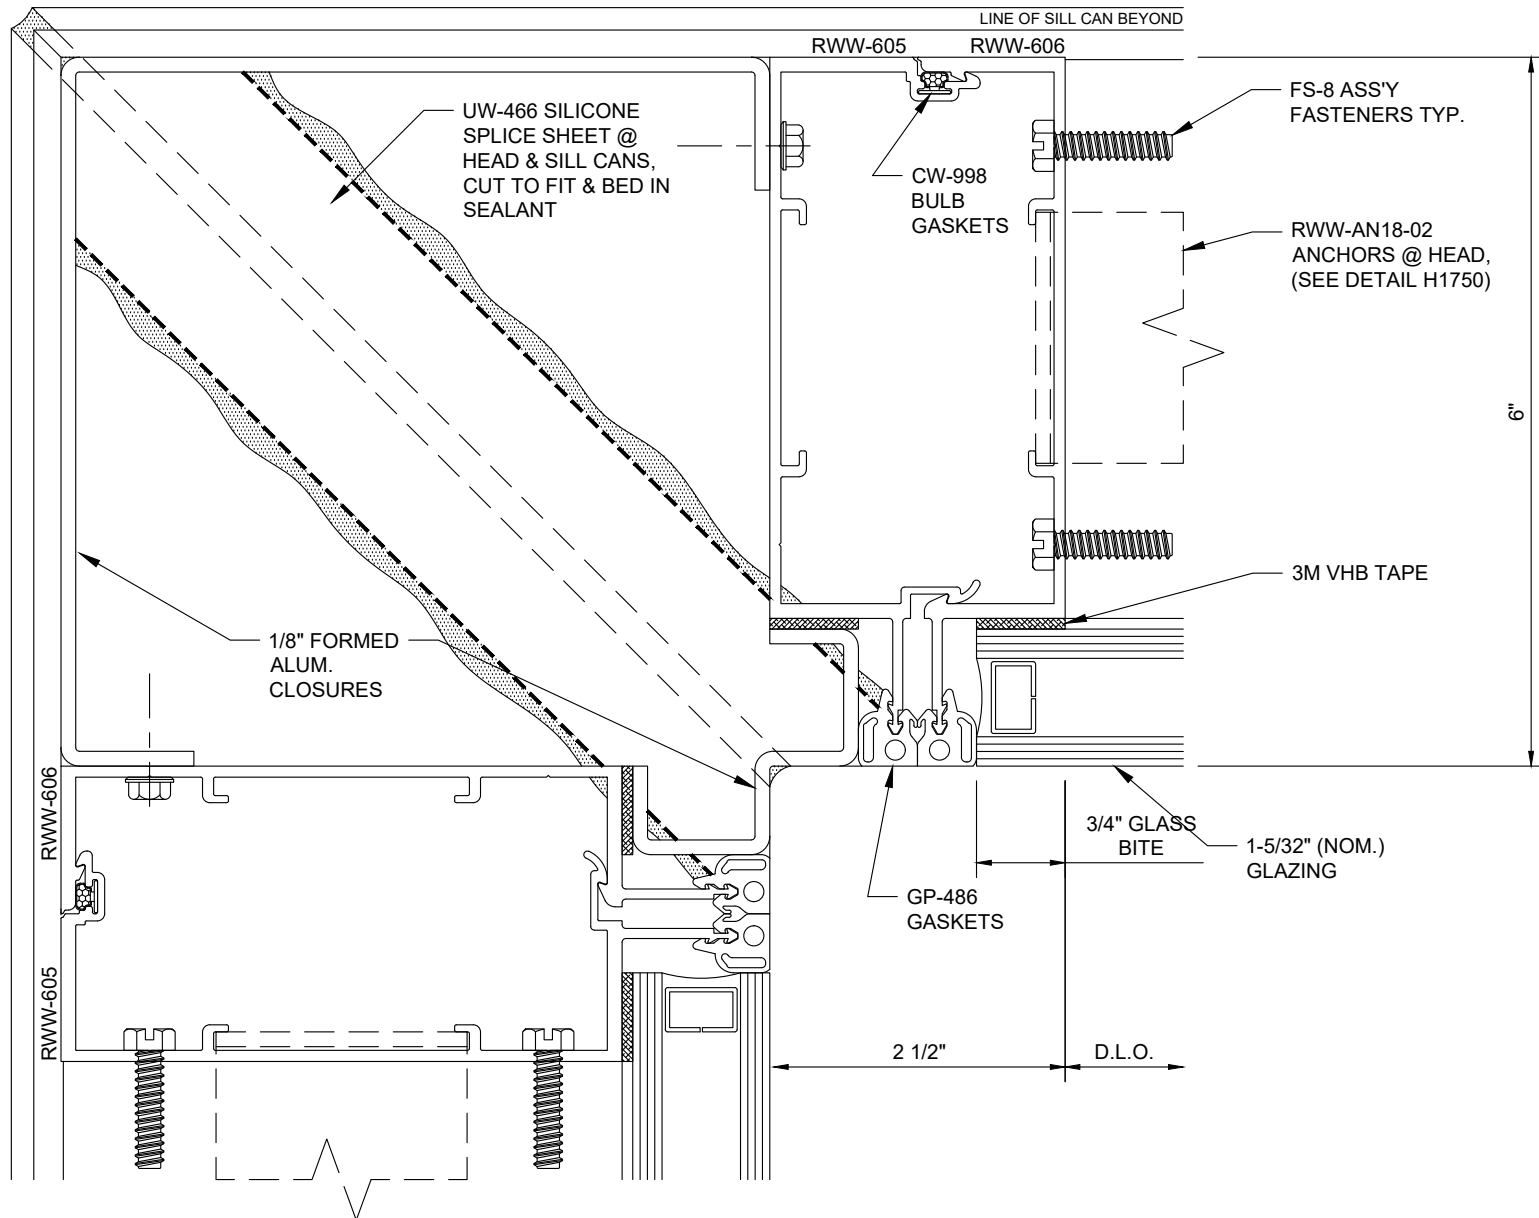 LINE OF SILL CAN BEYOND
RWW-605
RWW-606
UW-466 SILICONE
SPLICE SHEET @
HEAD & SILL CANS,
CUT TO FIT & BED IN
SEALANT
CW-998
BULB
GASKETS
FS-8 ASS'Y
FASTENERS TYP.
RWW-AN18-02
ANCHORS @ HEAD,
(SEE DETAIL H1750)
6"
3M VHB TAPE
1/8" FORMED
ALUM.
CLOSURES
RWW-606
RWW-605
3/4" GLASS
BITE
1-5/32" (NOM.)
GLAZING
GP-486
GASKETS
2 1/2"
D.L.O.